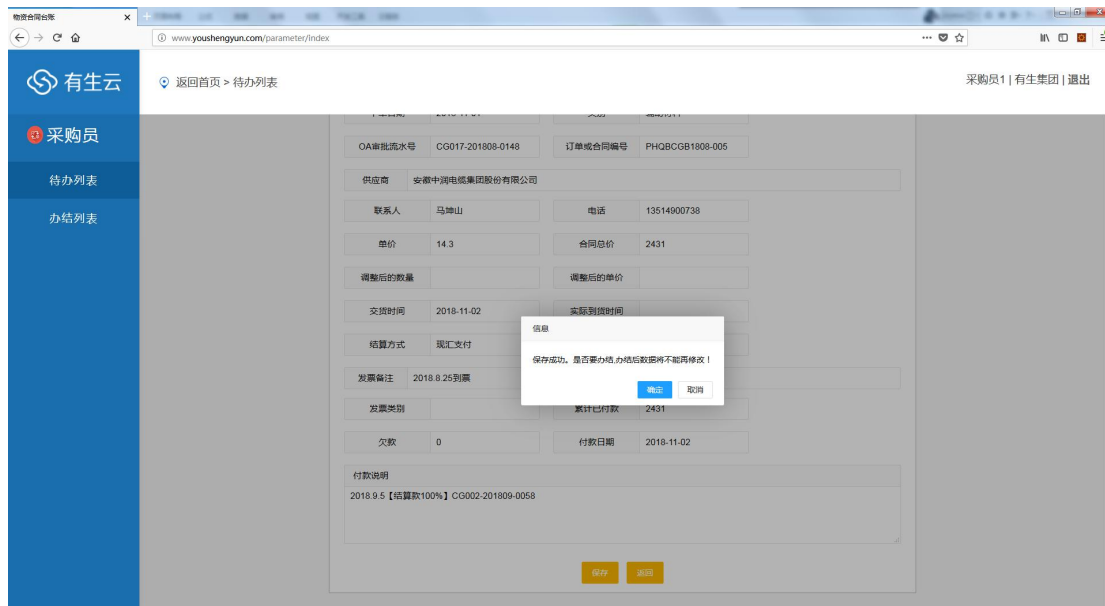 物资合同台账
www.youshengyun.com/parameter/Index
有生云
返回首页 > 待办列表
采购员1 | 有生集团 | 退出
采购员
待办列表
办结列表
OA审批流水号 CG017-201808-0148 订单或合同编号 PHQBCGB1808-005
供应商 安徽中润电缆集团股份有限公司
联系人 马坤山 电话 13514900738
单价 14.3 合同总价 2431
调整后的数量 调整后的单价
交货时间 2018-11-02 实际到货时间
信息
结算方式 现汇支付
保存成功。是否要办结,办结后数据将不能再修改！
发票备注 2018.8.25到票
确定 取消
发票类别 累计已付款 2431
欠款 0 付款日期 2018-11-02
付款说明
2018.9.5【结算款100%】CG002-201809-0058
保存 返回